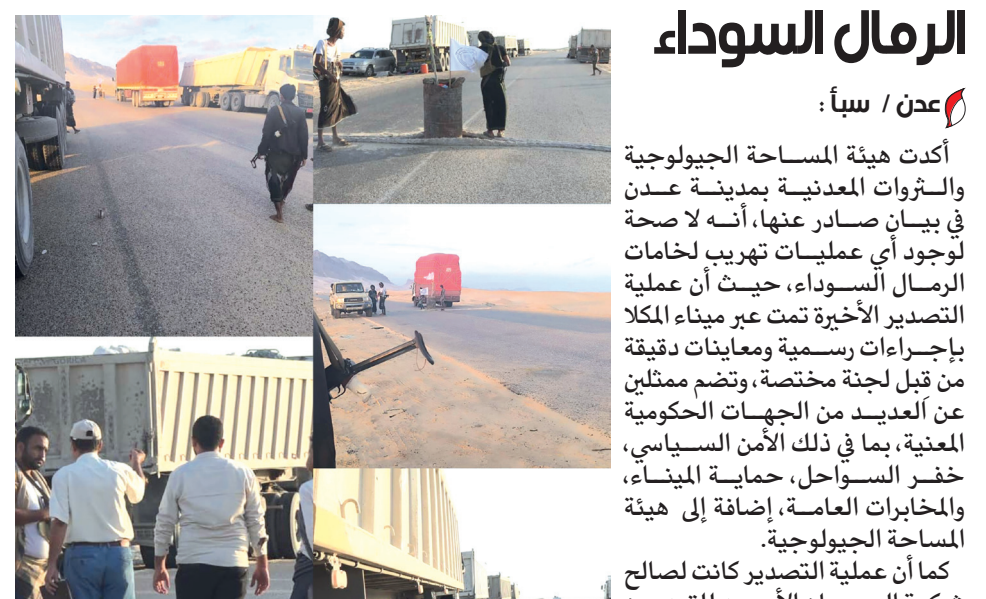 الرمال السوداء
عدن / سبأ :
أكدت هيئة المساحة الجيولوجية
والثروات المعدنية بمدينة عدن
في بيان صادر عنها، أنه لا صحة
لوجود أي عمليات تهريب لخامات
الرمال السوداء، حيث أن عملية
التصدير الأخيرة تمت عبر ميناء المكلا
بإجراءات رسمية ومعاينات دقيقة
من قِبل لجنة مختصة، وتضم ممثلين
عن العديد من الجهات الحكومية
المعنية، بما في ذلك الأمن السياسي،
خفر السواحل، حماية الميناء،
والمخابرات العامة، إضافة إلى هيئة
المساحة الجيولوجية.
كما أن عملية التصدير كانت لصالح